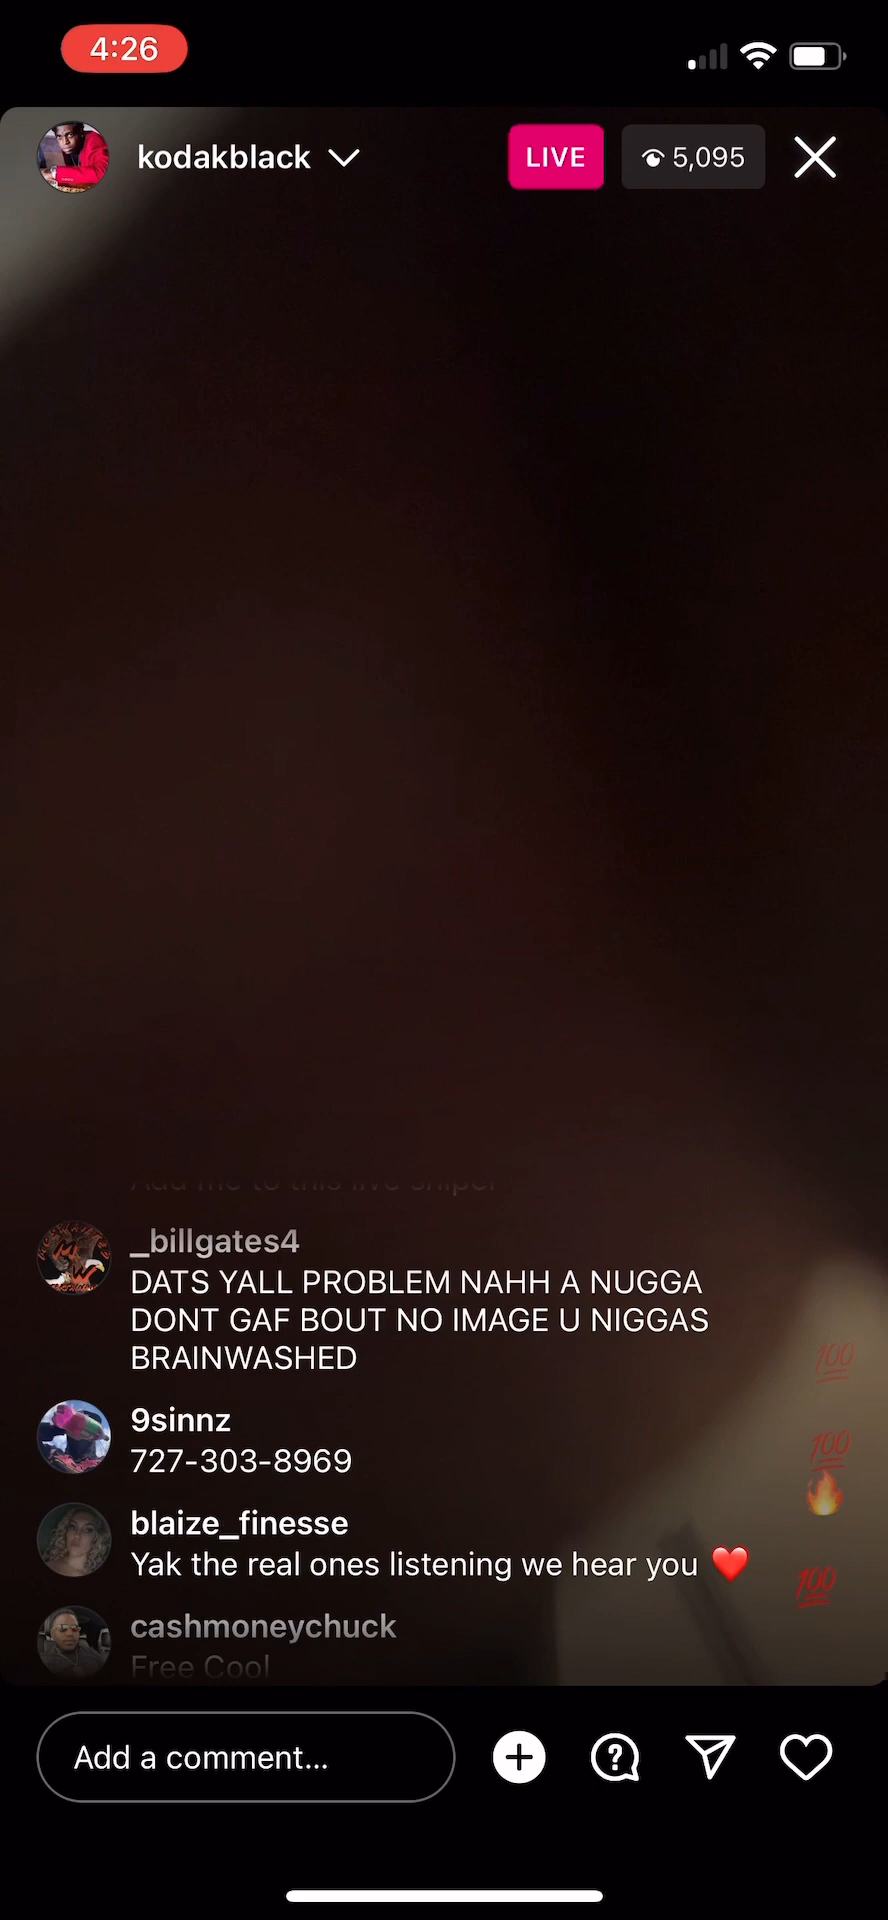 4:26
kodakblack
LIVE
5,095
Add me to this live sniper
_billgates4
DATS YALL PROBLEM NAHH A NUGGA
DONT GAF BOUT NO IMAGE U NIGGAS
BRAINWASHED
9sinnz
727-303-8969
blaize_finesse
Yak the real ones listening we hear you ❤️
cashmoneychuck
Free Cool
Add a comment...